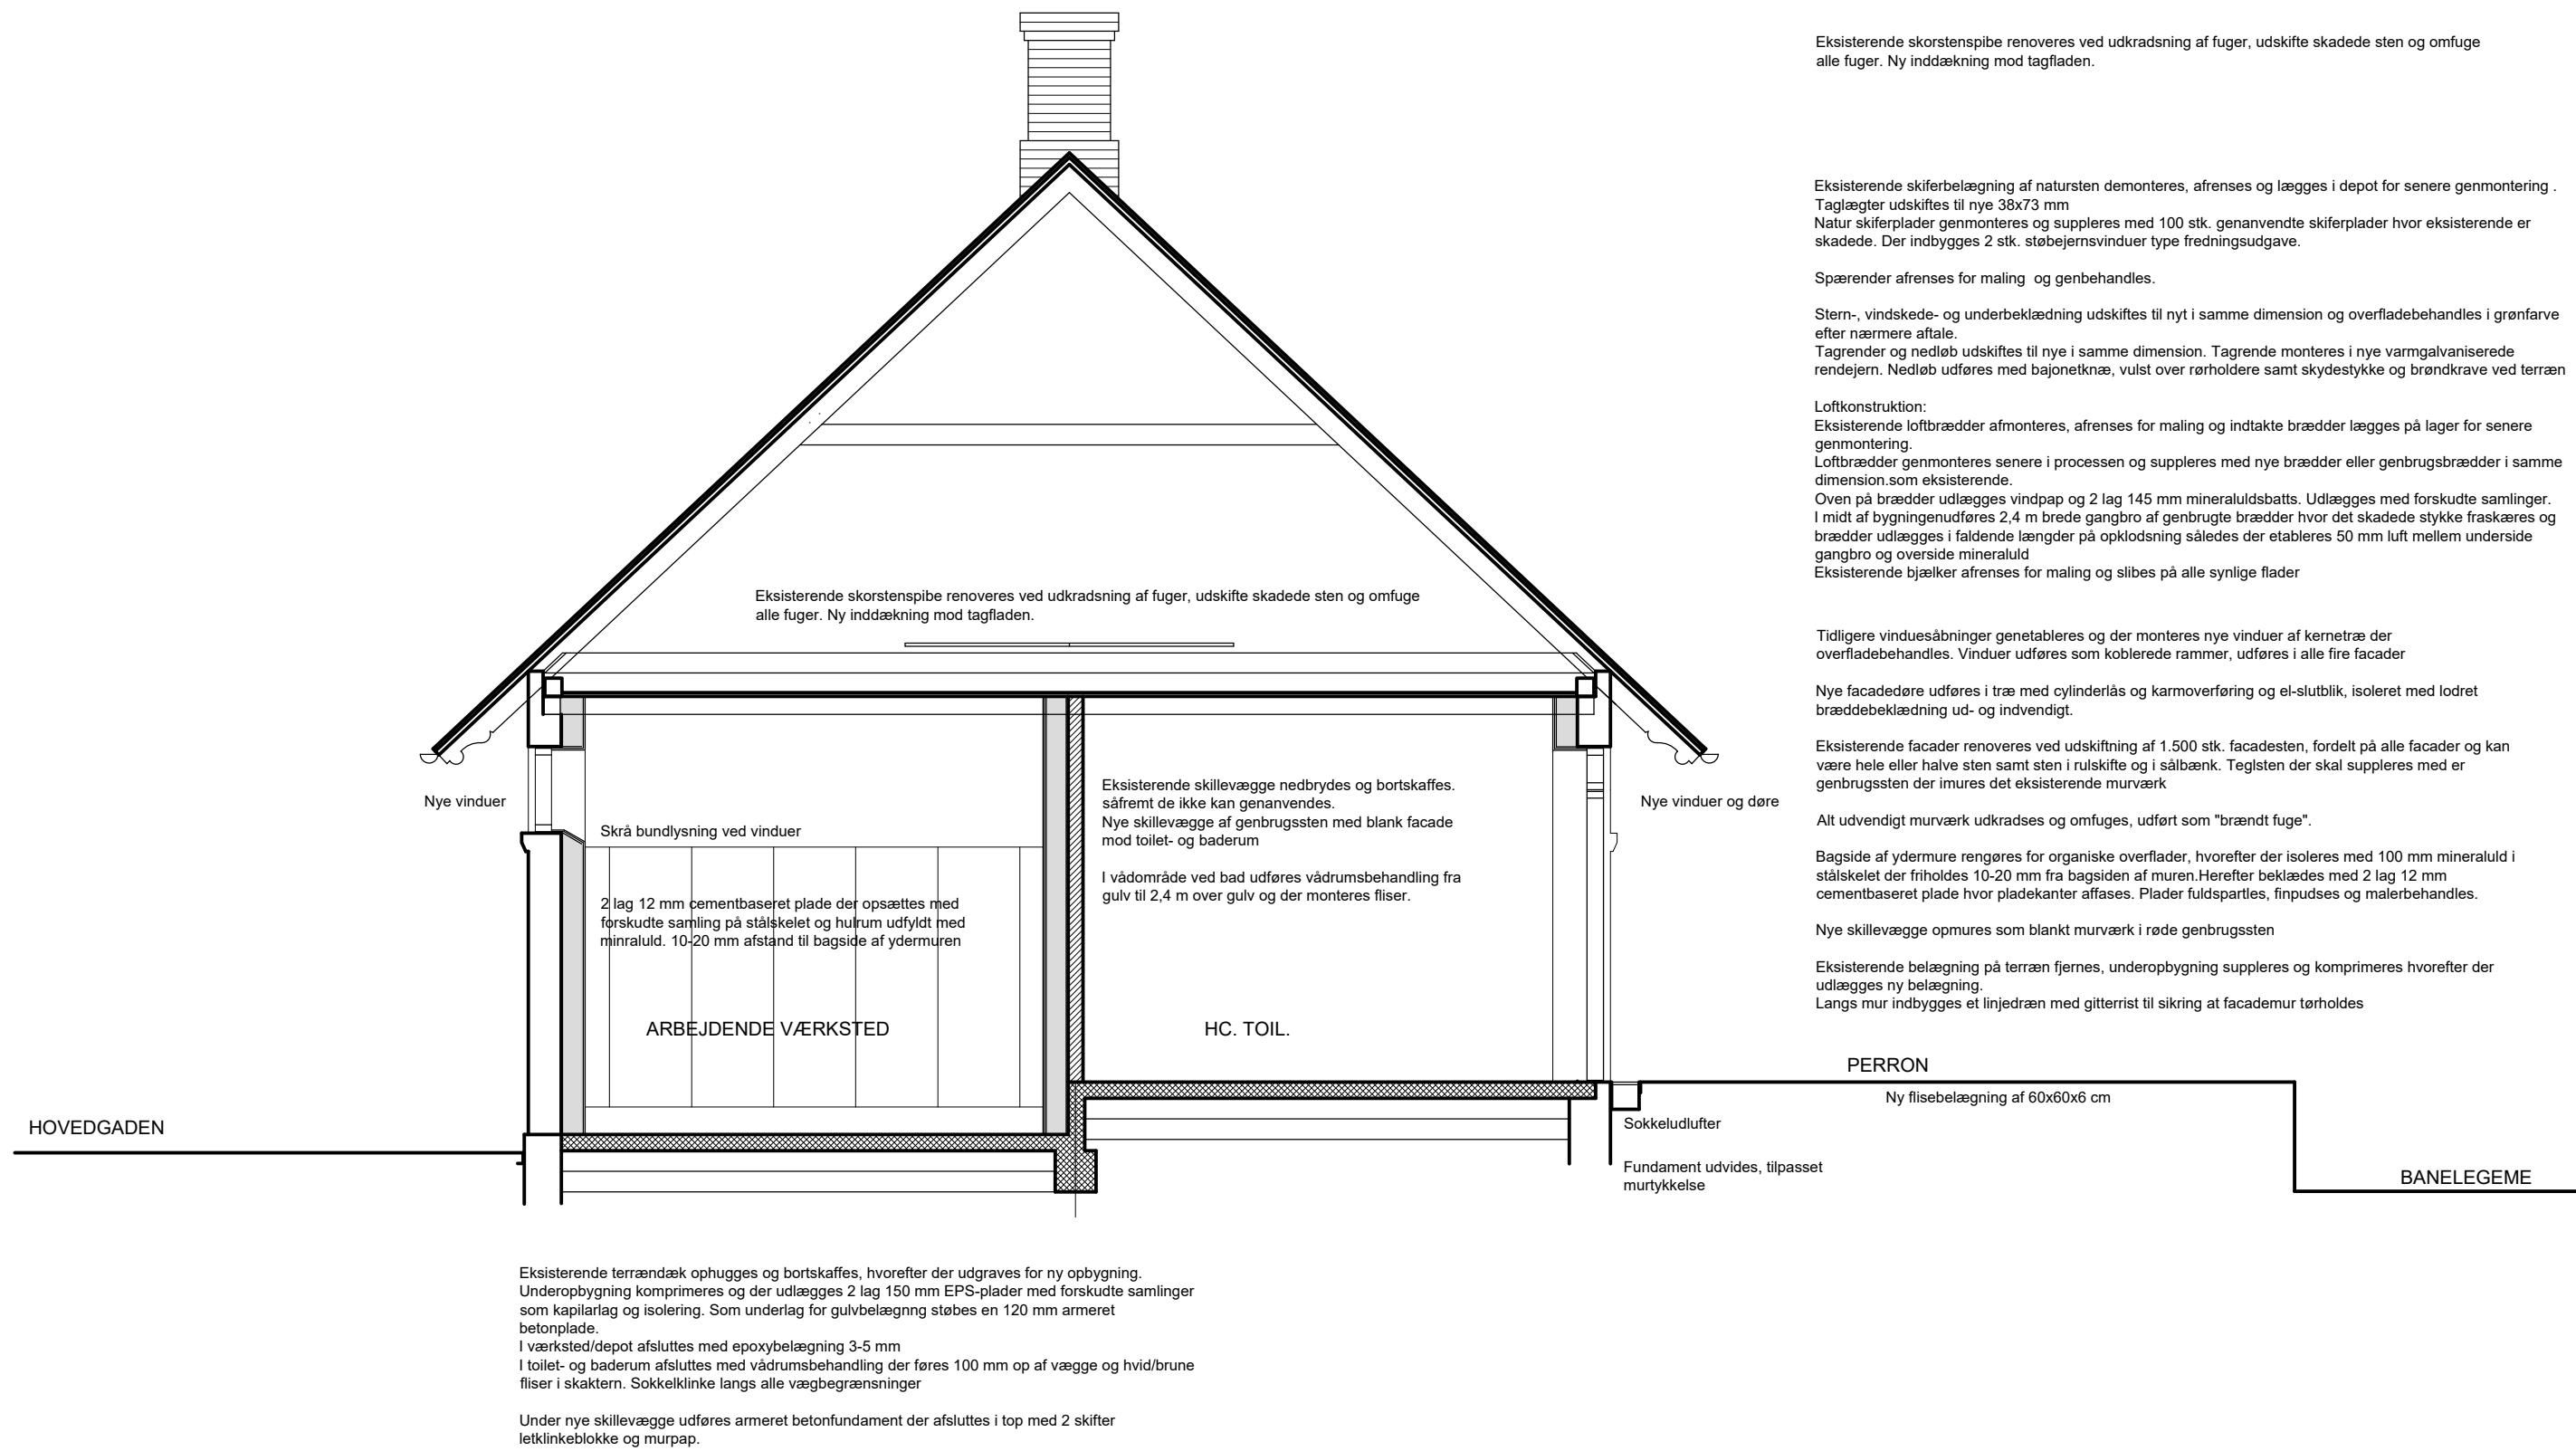 Eksisterende skorstenspibe renoveres ved udkradsning af fuger, udskifte skadede sten og omfuge
alle fuger. Ny inddækning mod tagfladen.
Eksisterende skiferbelægning af natursten demonteres, afrenses og lægges i depot for senere genmontering .
Taglægter udskiftes til nye 38x73 mm
Natur skiferplader genmonteres og suppleres med 100 stk. genanvendte skiferplader hvor eksisterende er
skadede. Der indbygges 2 stk. støbejernsvinduer type fredningsudgave.
Spærender afrenses for maling  og genbehandles.
Stern-, vindskede- og underbeklædning udskiftes til nyt i samme dimension og overfladebehandles i grønfarve
efter nærmere aftale.
Tagrender og nedløb udskiftes til nye i samme dimension. Tagrende monteres i nye varmgalvaniserede
rendejern. Nedløb udføres med bajonetknæ, vulst over rørholdere samt skydestykke og brøndkrave ved terræn
Loftkonstruktion:
Eksisterende loftbrædder afmonteres, afrenses for maling og indtakte brædder lægges på lager for senere
genmontering.
Loftbrædder genmonteres senere i processen og suppleres med nye brædder eller genbrugsbrædder i samme
dimension.som eksisterende.
Oven på brædder udlægges vindpap og 2 lag 145 mm mineraluldsbatts. Udlægges med forskudte samlinger.
I midt af bygningenudføres 2,4 m brede gangbro af genbrugte brædder hvor det skadede stykke fraskæres og
brædder udlægges i faldende længder på opklodsning således der etableres 50 mm luft mellem underside
gangbro og overside mineraluld
Eksisterende bjælker afrenses for maling og slibes på alle synlige flader
Eksisterende skorstenspibe renoveres ved udkradsning af fuger, udskifte skadede sten og omfuge
alle fuger. Ny inddækning mod tagfladen.
Tidligere vinduesåbninger genetableres og der monteres nye vinduer af kernetræ der
overfladebehandles. Vinduer udføres som koblerede rammer, udføres i alle fire facader
Nye facadedøre udføres i træ med cylinderlås og karmoverføring og el-slutblik, isoleret med lodret
bræddebeklædning ud- og indvendigt.
Eksisterende facader renoveres ved udskiftning af 1.500 stk. facadesten, fordelt på alle facader og kan
være hele eller halve sten samt sten i rulskifte og i sålbænk. Teglsten der skal suppleres med er
genbrugssten der imures det eksisterende murværk
Alt udvendigt murværk udkradses og omfuges, udført som "brændt fuge".
Bagside af ydermure rengøres for organiske overflader, hvorefter der isoleres med 100 mm mineraluld i
stålskelet der friholdes 10-20 mm fra bagsiden af muren.Herefter beklædes med 2 lag 12 mm
cementbaseret plade hvor pladekanter affases. Plader fuldspartles, finpudses og malerbehandles.
Nye skillevægge opmures som blankt murværk i røde genbrugssten
Eksisterende belægning på terræn fjernes, underopbygning suppleres og komprimeres hvorefter der
udlægges ny belægning.
Langs mur indbygges et linjedræn med gitterrist til sikring at facademur tørholdes
Nye vinduer
Skrå bundlysning ved vinduer
2 lag 12 mm cementbaseret plade der opsættes med
forskudte samling på stålskelet og hulrum udfyldt med
minraluld. 10-20 mm afstand til bagside af ydermuren
ARBEJDENDE VÆRKSTED
Eksisterende skillevægge nedbrydes og bortskaffes.
såfremt de ikke kan genanvendes.
Nye skillevægge af genbrugssten med blank facade
mod toilet- og baderum
I vådområde ved bad udføres vådrumsbehandling fra
gulv til 2,4 m over gulv og der monteres fliser.
HC. TOIL.
Nye vinduer og døre
HOVEDGADEN
PERRON
Ny flisebelægning af 60x60x6 cm
Sokkeludlufter
Fundament udvides, tilpasset
murtykkelse
BANELEGEME
Eksisterende terrændæk ophugges og bortskaffes, hvorefter der udgraves for ny opbygning.
Underopbygning komprimeres og der udlægges 2 lag 150 mm EPS-plader med forskudte samlinger
som kapilarlag og isolering. Som underlag for gulvbelægnng støbes en 120 mm armeret
betonplade.
I værksted/depot afsluttes med epoxybelægning 3-5 mm
I toilet- og baderum afsluttes med vådrumsbehandling der føres 100 mm op af vægge og hvid/brune
fliser i skaktern. Sokkelklinke langs alle vægbegrænsninger
Under nye skillevægge udføres armeret betonfundament der afsluttes i top med 2 skifter
letklinkeblokke og murpap.